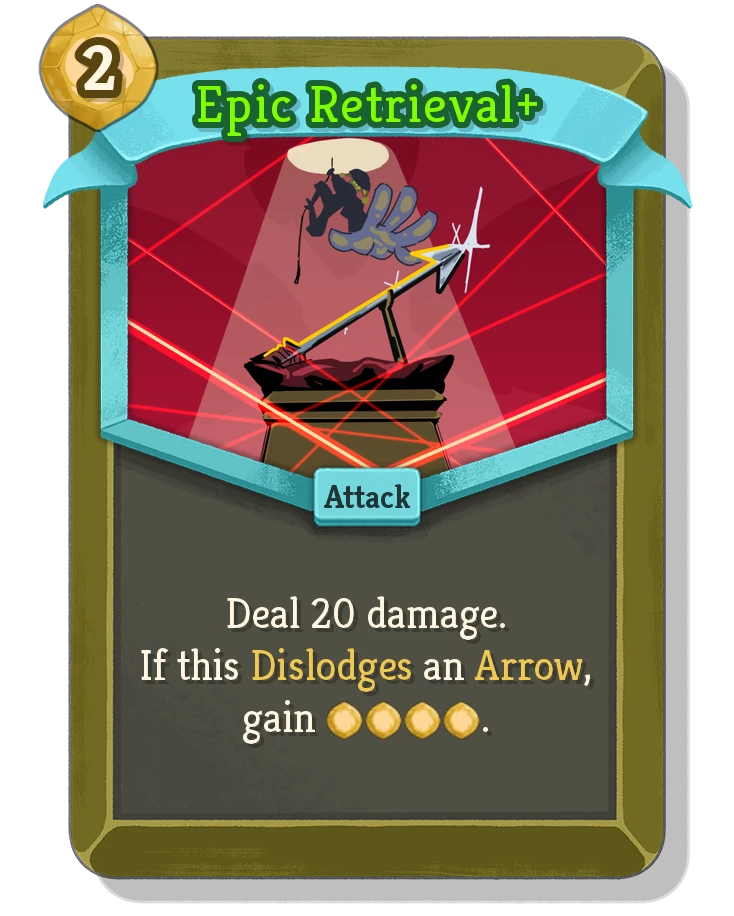 2
Epic Retrieval+
Attack
Deal 20 damage.
If this Dislodges an Arrow,
gain .